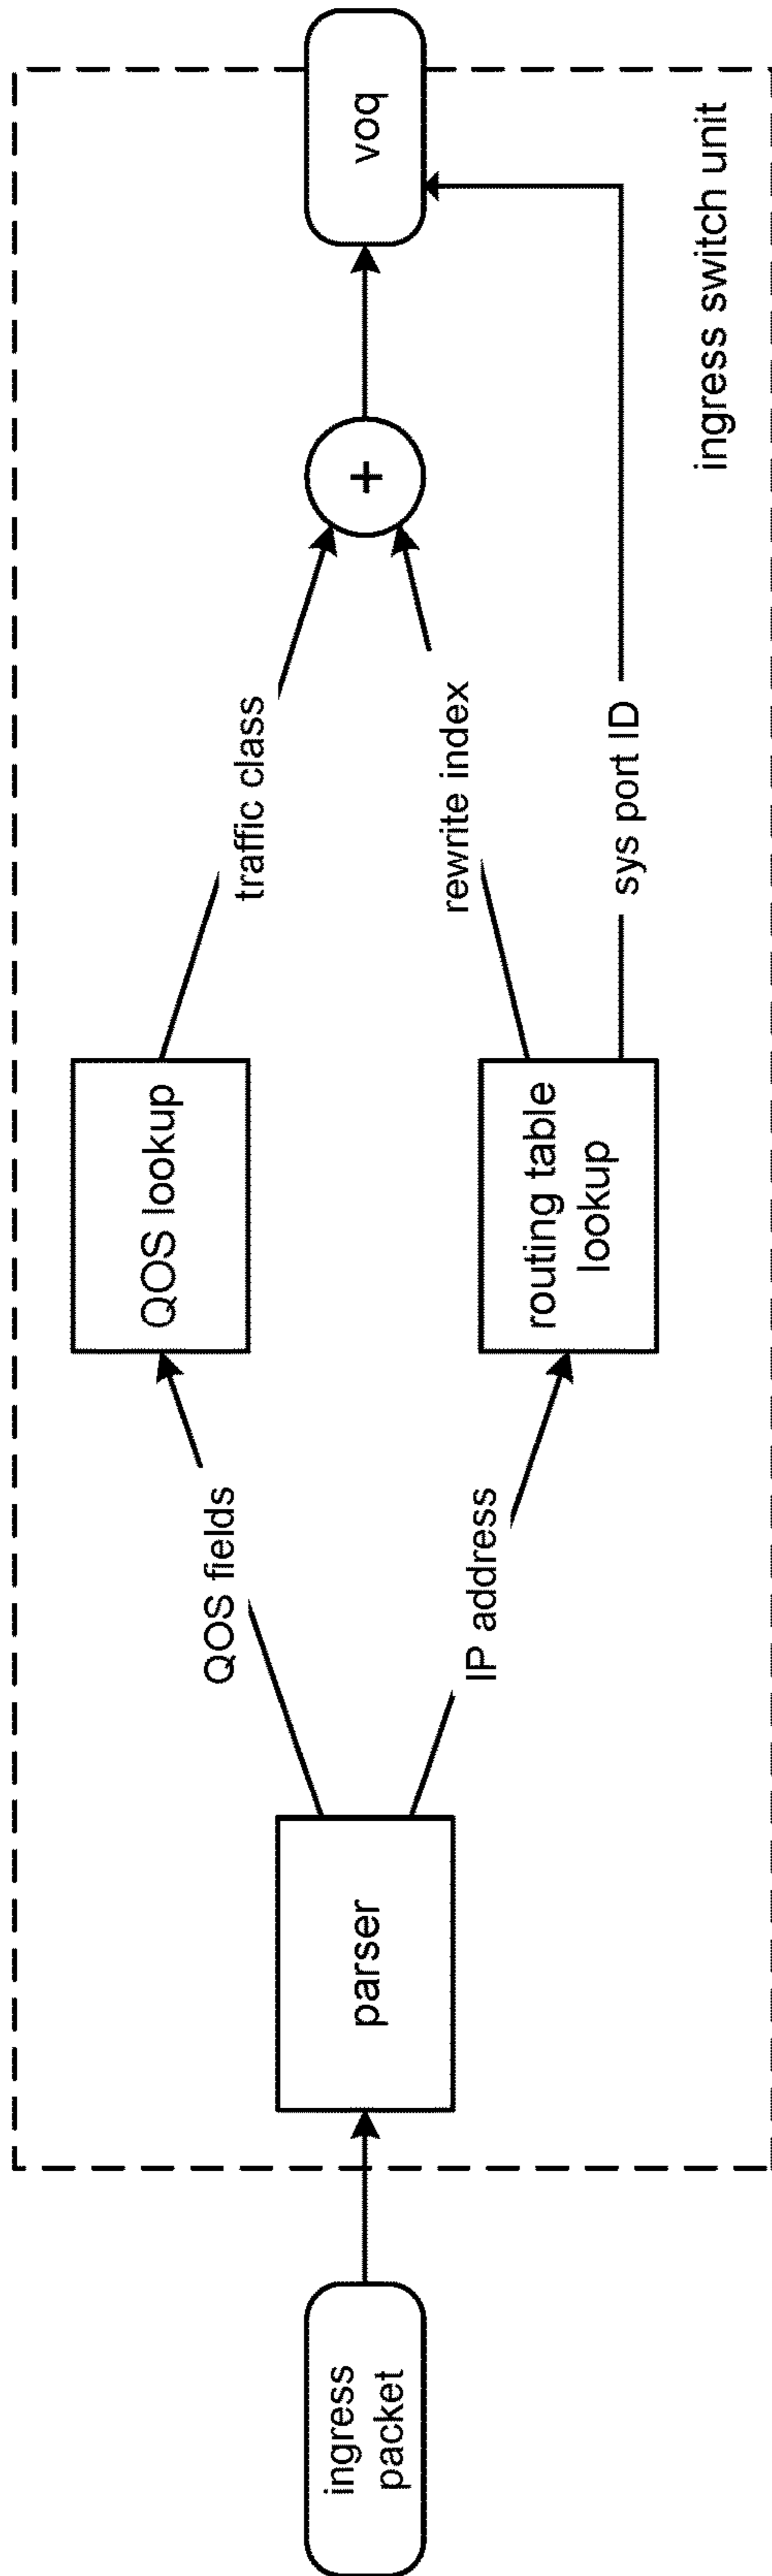 ingress
packet
parser
QOS fields
IP address
QOS lookup
routing table
lookup
traffic class
rewrite index
sys port ID
+
voq
ingress switch unit